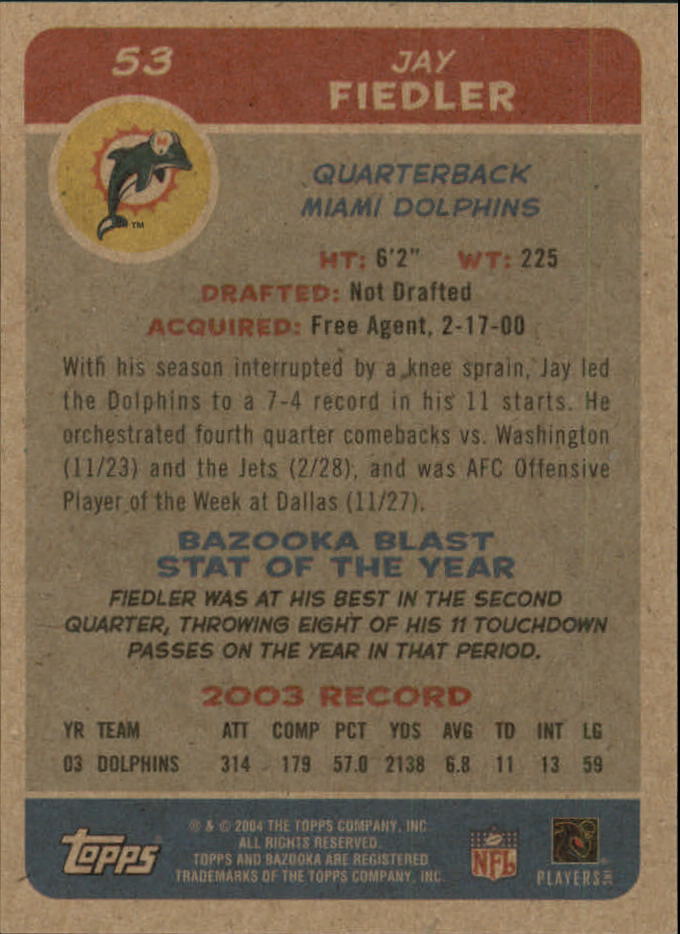 53
JAY
FIEDLER
M
TM
QUARTERBACK
MIAMI DOLPHINS
HT: 6'2" WT: 225
DRAFTED: Not Drafted
ACQUIRED: Free Agent, 2-17-00
With his season interrupted by a knee sprain, Jay led
the Dolphins to a 7-4 record in his 11 starts. He
orchestrated fourth quarter comebacks vs. Washington
(11/23) and the Jets (2/28), and was AFC Offensive
Player of the Week at Dallas (11/27).
BAZOOKA BLAST
STAT OF THE YEAR
FIEDLER WAS AT HIS BEST IN THE SECOND
QUARTER, THROWING EIGHT OF HIS 11 TOUCHDOWN
PASSES ON THE YEAR IN THAT PERIOD.
2003 RECORD
YR TEAM ATT COMP PCT YDS AVG TD INT LG
03 DOLPHINS 314 179 57.0 2138 6.8 11 13 59
topps
® & © 2004 THE TOPPS COMPANY, INC
ALL RIGHTS RESERVED.
TOPPS AND BAZOOKA ARE REGISTERED
TRADEMARKS OF THE TOPPS COMPANY, INC.
NFL
PLAYERS